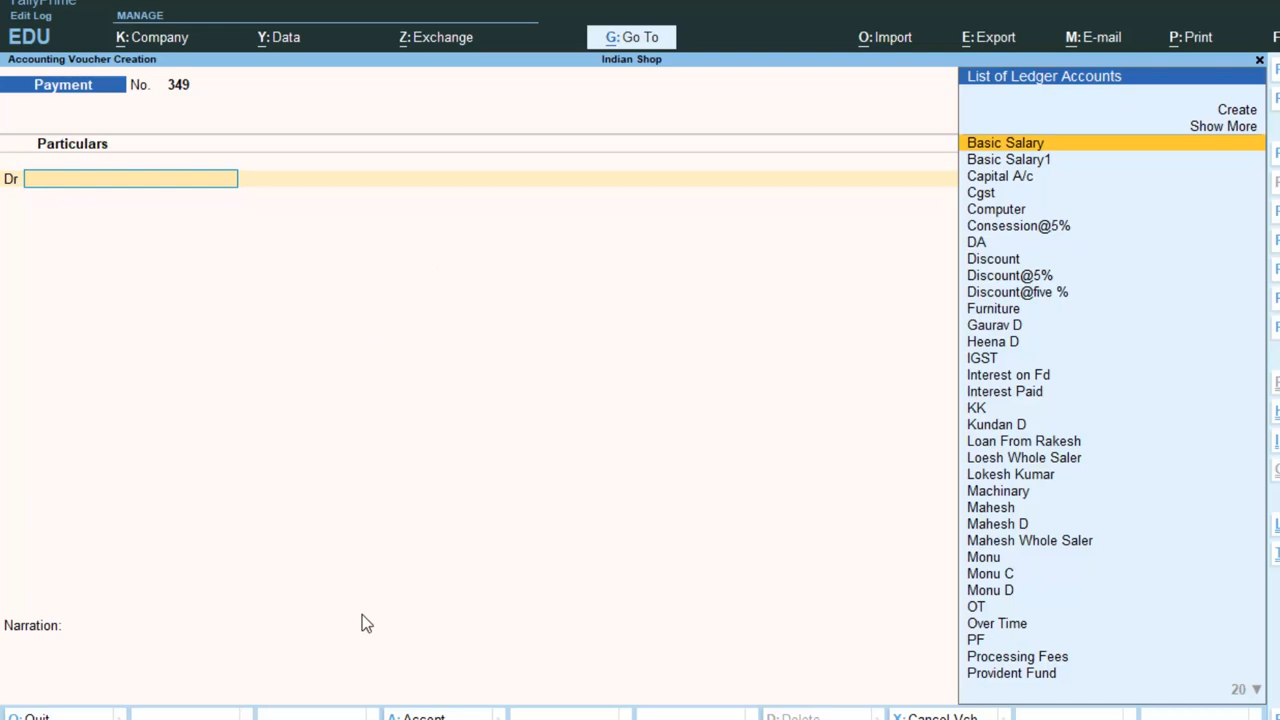 TallyPrime
Edit Log
MANAGE
EDU
K: Company
Y: Data
Z: Exchange
G: Go To
O: Import
E: Export
M: E-mail
P: Print
Accounting Voucher Creation
Indian Shop
Payment No. 349
List of Ledger Accounts
Create
Show More
Particulars
Dr
Basic Salary
Basic Salary1
Capital A/c
Cgst
Computer
Consession@5%
DA
Discount
Discount@5%
Discount@five %
Furniture
Gaurav D
Heena D
IGST
Interest on Fd
Interest Paid
KK
Kundan D
Loan From Rakesh
Loesh Whole Saler
Lokesh Kumar
Machinary
Mahesh
Mahesh D
Mahesh Whole Saler
Monu
Monu C
Monu D
OT
Over Time
PF
Processing Fees
Provident Fund
20 ▼
Narration:
Q: Quit
A: Accept
D: Delete
X: Cancel Vch